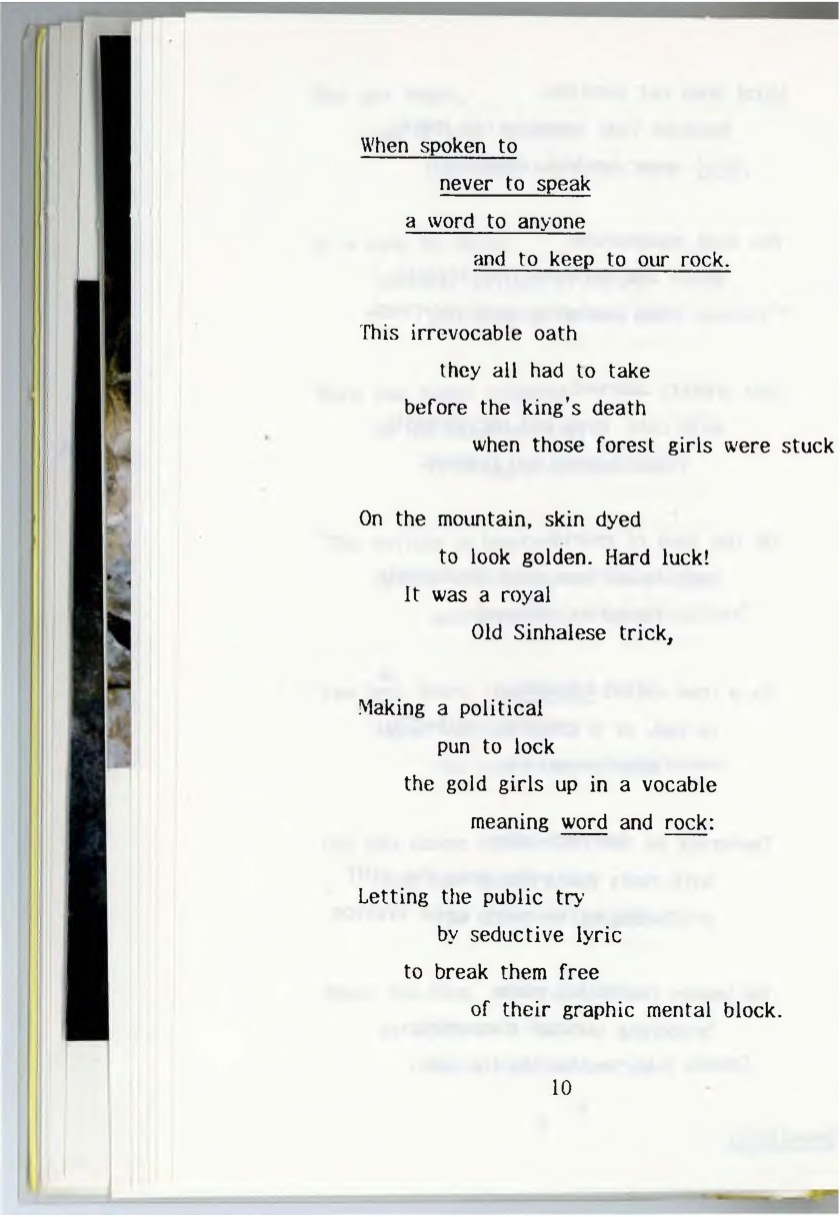 When spoken to
never to speak
a word to anyone
and to keep to our rock.
This irrevocable oath
they all had to take
before the king's death
when those forest girls were stuck
On the mountain, skin dyed
to look golden. Hard luck!
It was a royal
Old Sinhalese trick,
Making a political
pun to lock
the gold girls up in a vocable
meaning word and rock:
Letting the public try
by seductive lyric
to break them free
of their graphic mental block.
10